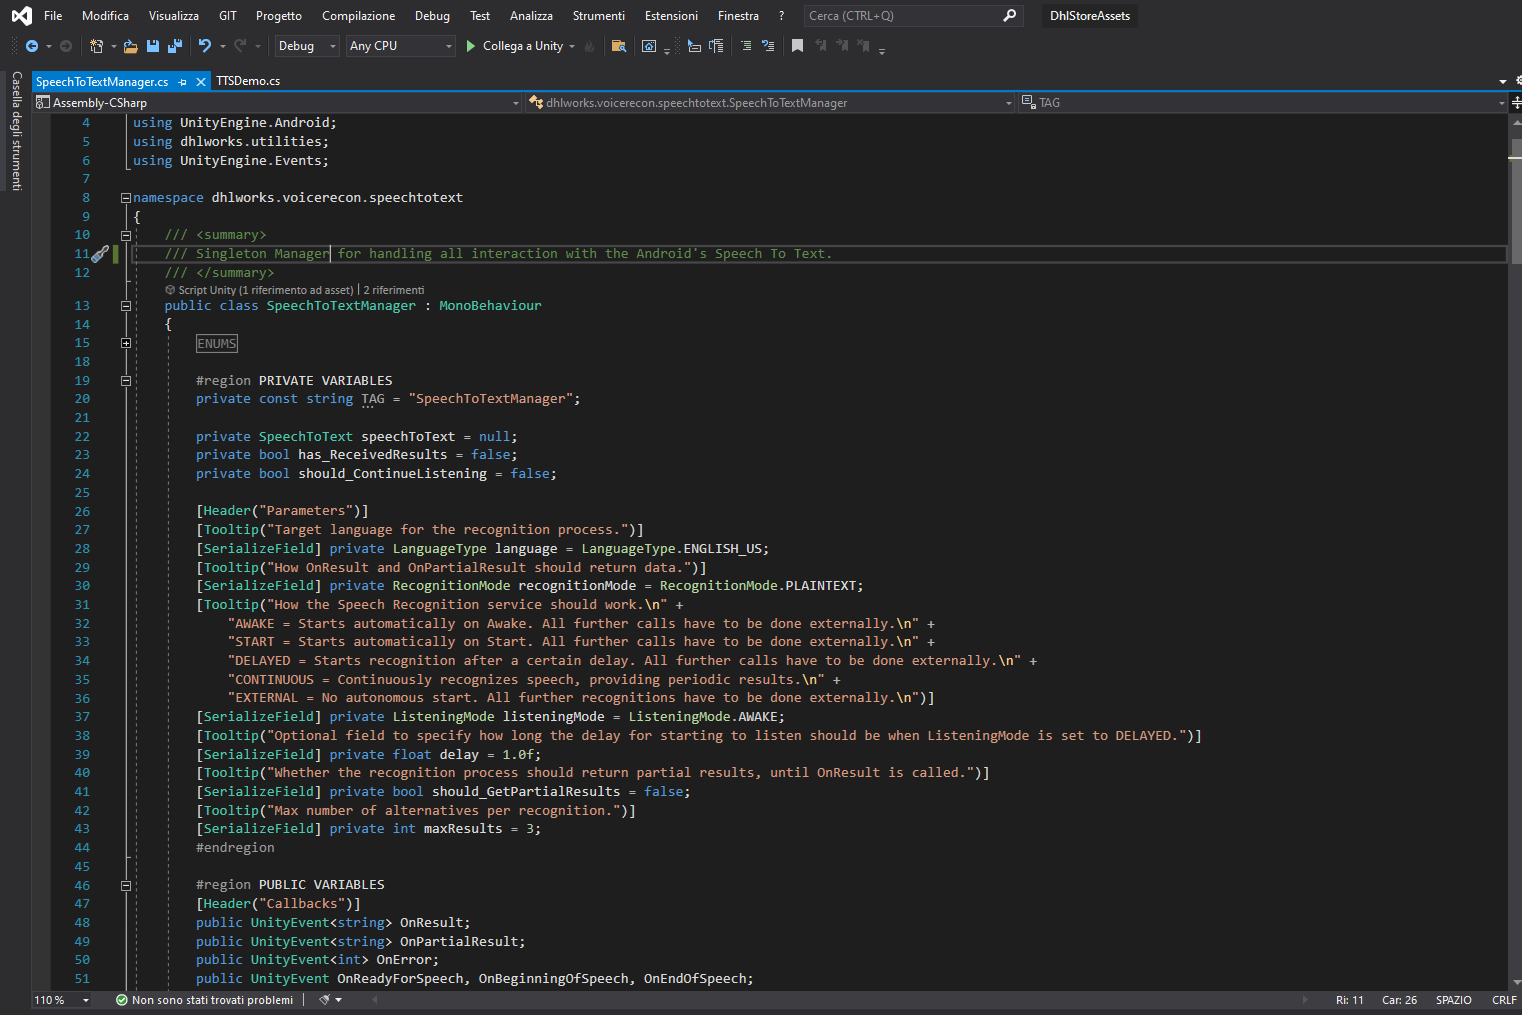 File Modifica Visualizza GIT Progetto Compilazione Debug Test Analizza Strumenti Estensioni Finestra ? Cerca (CTRL+Q) DhlStoreAssets
Debug Any CPU Collega a Unity
Casella degli strumenti
SpeechToTextManager.cs TTSDemo.cs
Assembly-CSharp dhlworks.voicerecon.speechtotext.SpeechToTextManager TAG
4 using UnityEngine.Android;
5 using dhlworks.utilities;
6 using UnityEngine.Events;
7
8 namespace dhlworks.voicerecon.speechtotext
9 {
10 /// <summary>
11 /// Singleton Manager for handling all interaction with the Android's Speech To Text.
12 /// </summary>
Script Unity (1 riferimento ad asset) | 2 riferimenti
13 public class SpeechToTextManager : MonoBehaviour
14 {
15 ENUMS
18
19 #region PRIVATE VARIABLES
20 private const string TAG = "SpeechToTextManager";
21
22 private SpeechToText speechToText = null;
23 private bool has_ReceivedResults = false;
24 private bool should_ContinueListening = false;
25
26 [Header("Parameters")]
27 [Tooltip("Target language for the recognition process.")]
28 [SerializeField] private LanguageType language = LanguageType.ENGLISH_US;
29 [Tooltip("How OnResult and OnPartialResult should return data.")]
30 [SerializeField] private RecognitionMode recognitionMode = RecognitionMode.PLAINTEXT;
31 [Tooltip("How the Speech Recognition service should work.\n" +
32 "AWAKE = Starts automatically on Awake. All further calls have to be done externally.\n" +
33 "START = Starts automatically on Start. All further calls have to be done externally.\n" +
34 "DELAYED = Starts recognition after a certain delay. All further calls have to be done externally.\n" +
35 "CONTINUOUS = Continuously recognizes speech, providing periodic results.\n" +
36 "EXTERNAL = No autonomous start. All further recognitions have to be done externally.\n")]
37 [SerializeField] private ListeningMode listeningMode = ListeningMode.AWAKE;
38 [Tooltip("Optional field to specify how long the delay for starting to listen should be when ListeningMode is set to DELAYED.")]
39 [SerializeField] private float delay = 1.0f;
40 [Tooltip("Whether the recognition process should return partial results, until OnResult is called.")]
41 [SerializeField] private bool should_GetPartialResults = false;
42 [Tooltip("Max number of alternatives per recognition.")]
43 [SerializeField] private int maxResults = 3;
44 #endregion
45
46 #region PUBLIC VARIABLES
47 [Header("Callbacks")]
48 public UnityEvent<string> OnResult;
49 public UnityEvent<string> OnPartialResult;
50 public UnityEvent<int> OnError;
51 public UnityEvent OnReadyForSpeech, OnBeginningOfSpeech, OnEndOfSpeech;
110 % Non sono stati trovati problemi Ri: 11 Car: 26 SPAZIO CRLF